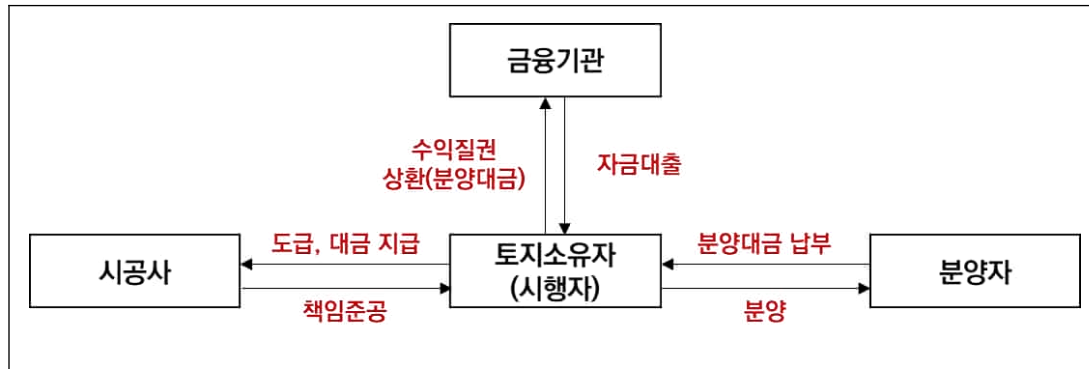 금융기관
수익질권
상환(분양대금)
자금대출
도급, 대금 지급
토지소유자
(시행자)
분양대금 납부
시공사
분양자
책임준공
분양